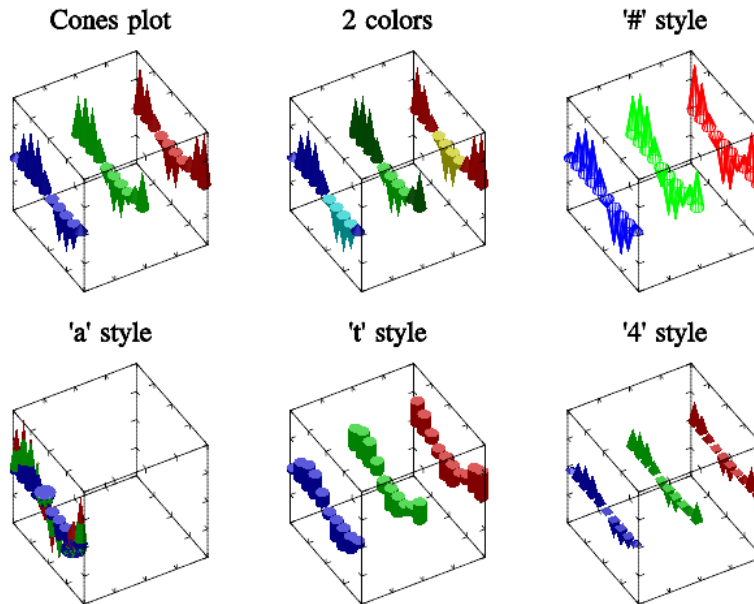 Cones plot
2 colors
'#' style
'a' style
't' style
'4' style